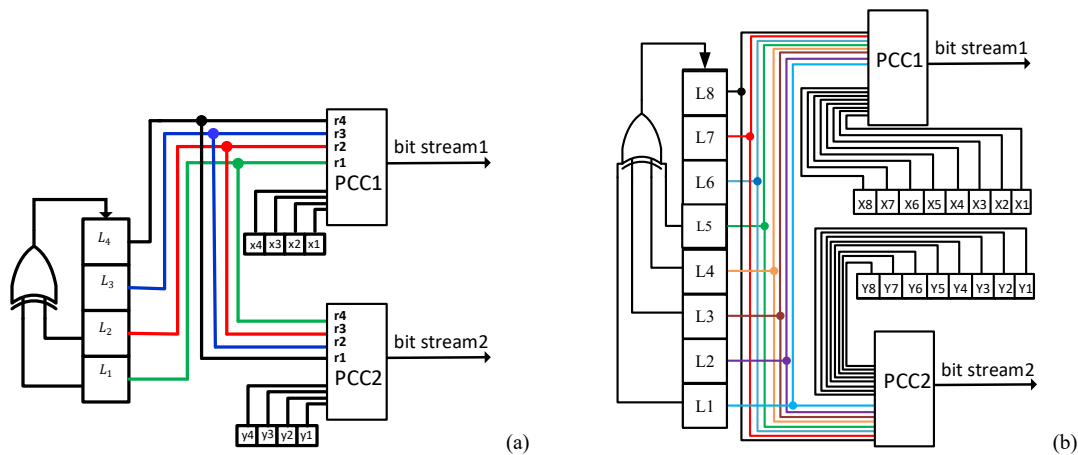 r4
r3
r2
r1
PCC1
bit stream1
x4 x3 x2 x1
L4
L3
L2
L1
r4
r3
r2
r1
PCC2
bit stream2
y4 y3 y2 y1
(a)
PCC1
bit stream1
L8
L7
L6
L5
L4
L3
L2
L1
X8 X7 X6 X5 X4 X3 X2 X1
Y8 Y7 Y6 Y5 Y4 Y3 Y2 Y1
PCC2
bit stream2
(b)